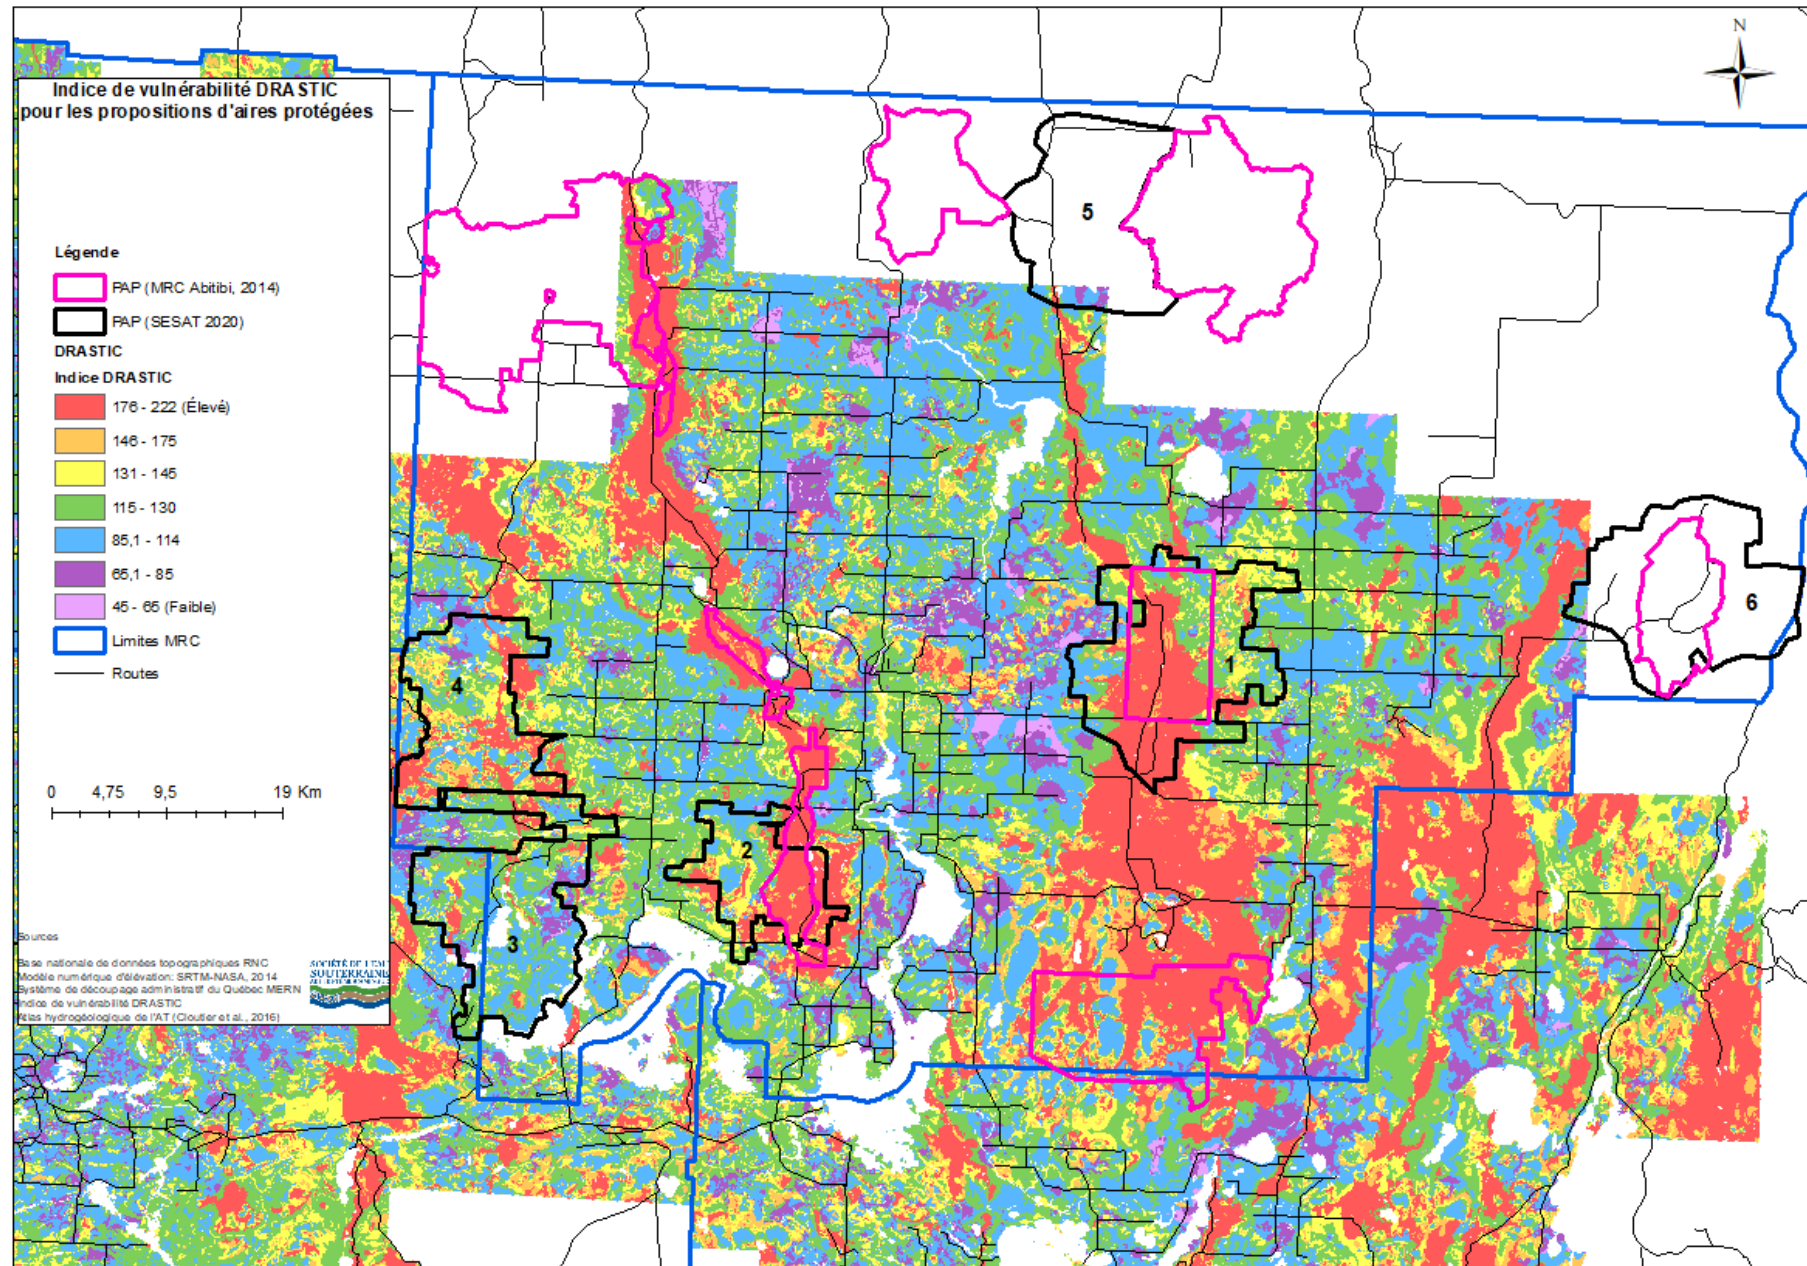 Indice de vulnérabilité DRASTIC
pour les propositions d'aires protégées
Légende
PAP (MRC Abitibi, 2014)
PAP (SESAT 2020)
DRASTIC
Indice DRASTIC
176 - 222 (Élevé)
146 - 175
131 - 145
115 - 130
85,1 - 114
65,1 - 85
45 - 65 (Faible)
Limites MRC
Routes
0 4,75 9,5 19 Km
Sources
Base nationale de données topographiques RNC
Modèle numérique d'élévation: SRTM-NASA, 2014
Système de découpage administratif du Québec MERN
Indice de vulnérabilité DRASTIC
Atlas hydrogéologique de l'AT (Cloutier et al., 2016)
SOCIÉTÉ DE L'EAU
SOUTERRAINE
N
5
6
1
4
2
3